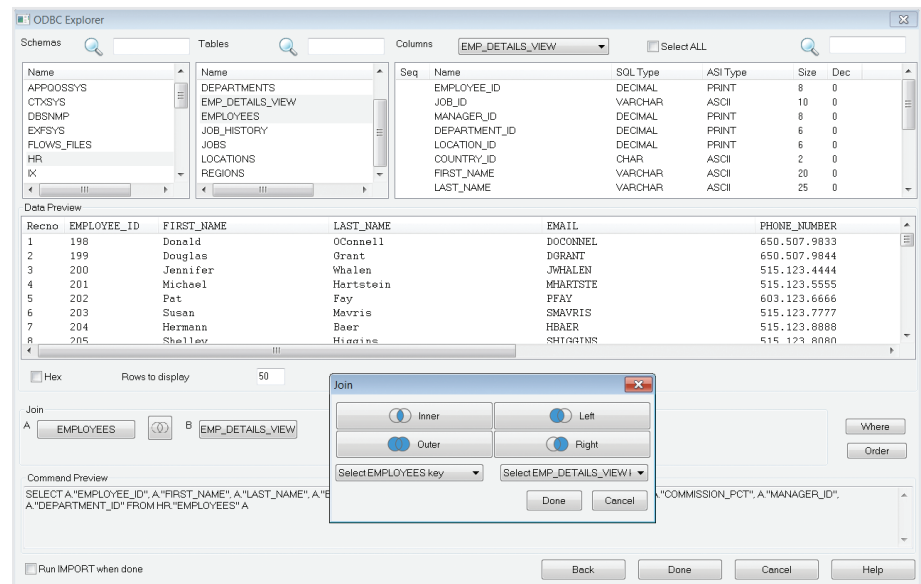 ODBC Explorer
Schemas Tables Columns EMP_DETAILS_VIEW Select ALL
Name
APPQOSSYS
CTXSYS
DBSNMP
EXFSYS
FLOWS_FILES
HR
IX
Name
DEPARTMENTS
EMP_DETAILS_VIEW
EMPLOYEES
JOB_HISTORY
JOBS
LOCATIONS
REGIONS
Seq Name SQL Type ASI Type Size Dec
EMPLOYEE_ID DECIMAL PRINT 8 0
JOB_ID VARCHAR ASCII 10 0
MANAGER_ID DECIMAL PRINT 8 0
DEPARTMENT_ID DECIMAL PRINT 6 0
LOCATION_ID DECIMAL PRINT 6 0
COUNTRY_ID CHAR ASCII 2 0
FIRST_NAME VARCHAR ASCII 20 0
LAST_NAME VARCHAR ASCII 25 0
Data Preview
Recno EMPLOYEE_ID FIRST_NAME LAST_NAME EMAIL PHONE_NUMBER
1 198 Donald OConnell DOCONNEL 650.507.9833
2 199 Douglas Grant DGRANT 650.507.9844
3 200 Jennifer Whalen JWHALEN 515.123.4444
4 201 Michael Hartstein MHARTSTE 515.123.5555
5 202 Pat Fay PFAY 603.123.6666
6 203 Susan Mavris SMAVRIS 515.123.7777
7 204 Hermann Baer HBAER 515.123.8888
8 205 Shelley Higgins SHIGGINS 515.123.8080
Hex Rows to display 50
Join
A EMPLOYEES B EMP_DETAILS_VIEW
Where
Order
Join
Inner Left
Outer Right
Select EMPLOYEES key Select EMP_DETAILS_VIEW
Done Cancel
Command Preview
SELECT A."EMPLOYEE_ID", A."FIRST_NAME", A."LAST_NAME", A."E A."COMMISSION_PCT", A."MANAGER_ID",
A."DEPARTMENT_ID" FROM HR."EMPLOYEES" A
Run IMPORT when done Back Done Cancel Help